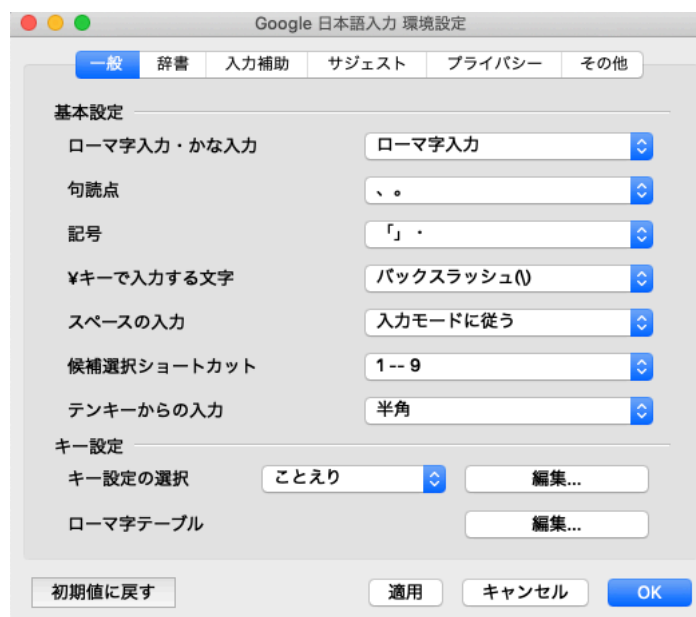 Google 日本語入力 環境設定
一般 辞書 入力補助 サジェスト プライバシー その他
基本設定
ローマ字入力・かな入力 ローマ字入力
句読点 、。
記号 「」・
¥キーで入力する文字 バックスラッシュ(\)
スペースの入力 入力モードに従う
候補選択ショートカット 1 -- 9
テンキーからの入力 半角
キー設定
キー設定の選択 ことえり 編集...
ローマ字テーブル 編集...
初期値に戻す 適用 キャンセル OK